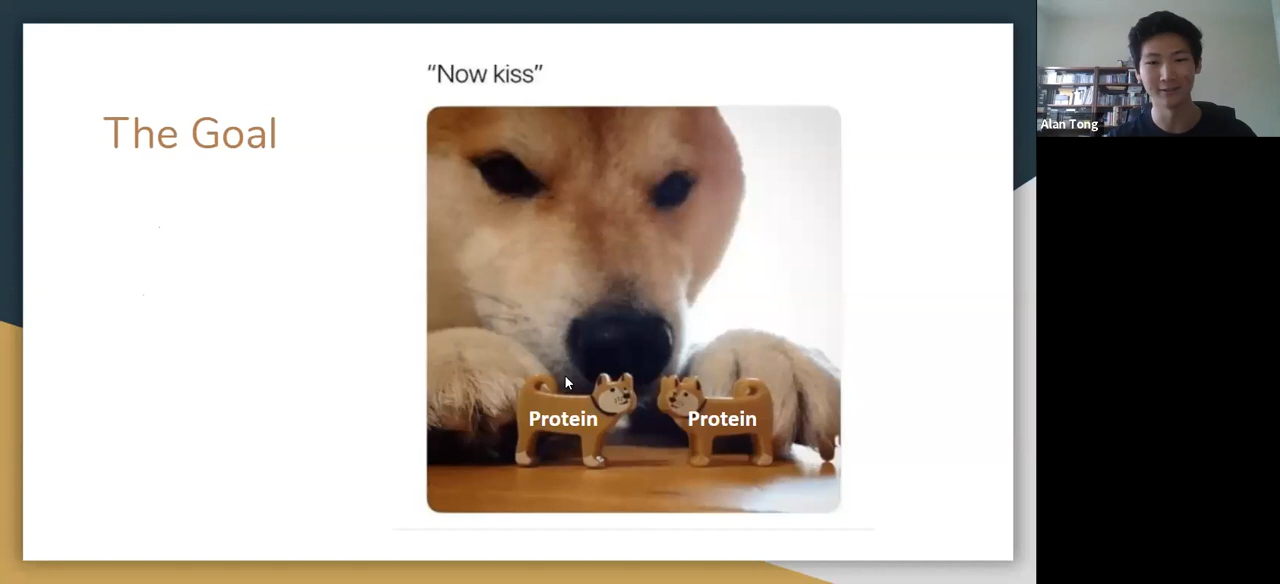 “Now kiss”
The Goal
Protein
Protein
Alan Tong